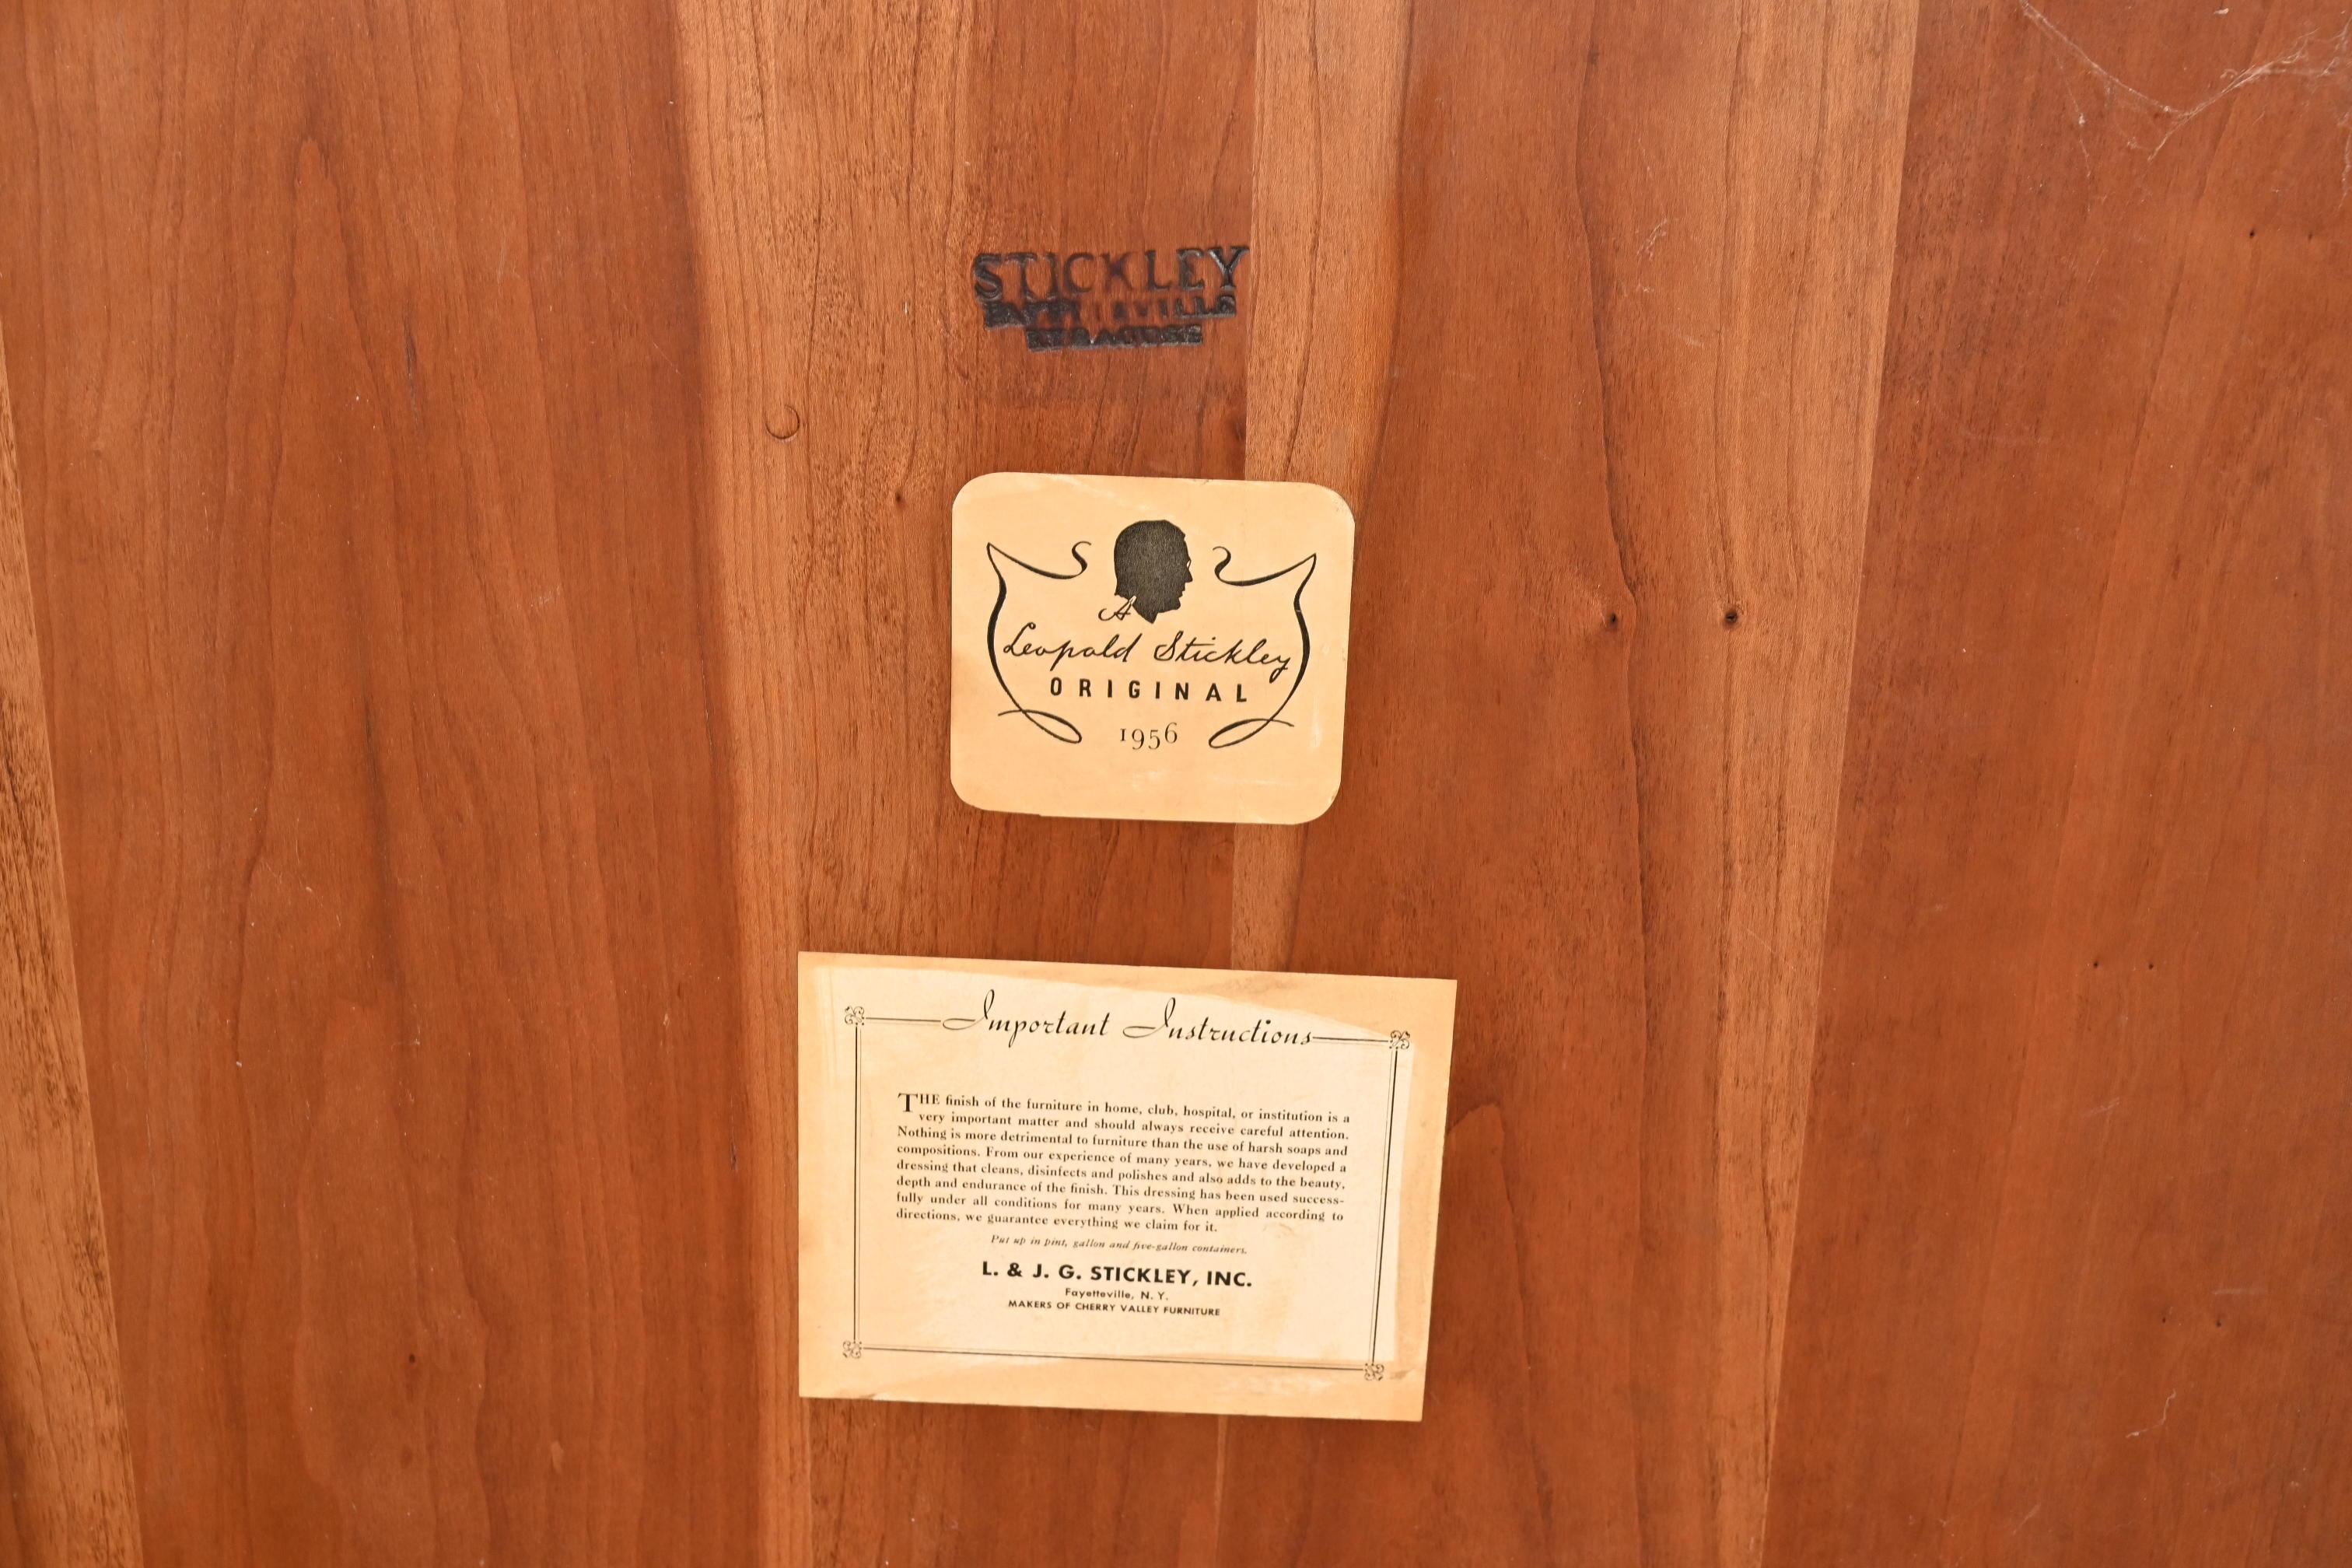 STICKLEY
FAYETTEVILLE
SYRACUSE
A
Leopold Stickley
ORIGINAL
1956
Important Instructions
THE finish of the furniture in home, club, hospital, or institution is a
very important matter and should always receive careful attention.
Nothing is more detrimental to furniture than the use of harsh soaps and
compositions. From our experience of many years, we have developed a
dressing that cleans, disinfects and polishes and also adds to the beauty,
depth and endurance of the finish. This dressing has been used success-
fully under all conditions for many years. When applied according to
directions, we guarantee everything we claim for it.
Put up in pint, gallon and five-gallon containers.
L. & J. G. STICKLEY, INC.
Fayetteville, N. Y.
MAKERS OF CHERRY VALLEY FURNITURE